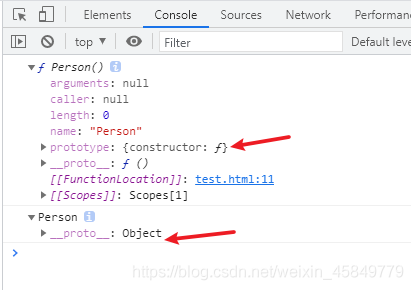 Elements Console Sources Network Performance
top Filter Default leve
ƒ Person() i
arguments: null
caller: null
length: 0
name: "Person"
prototype: {constructor: ƒ}
__proto__: ƒ ()
[[FunctionLocation]]: test.html:11
[[Scopes]]: Scopes[1]
Person i
__proto__: Object
https://blog.csdn.net/weixin_45849779